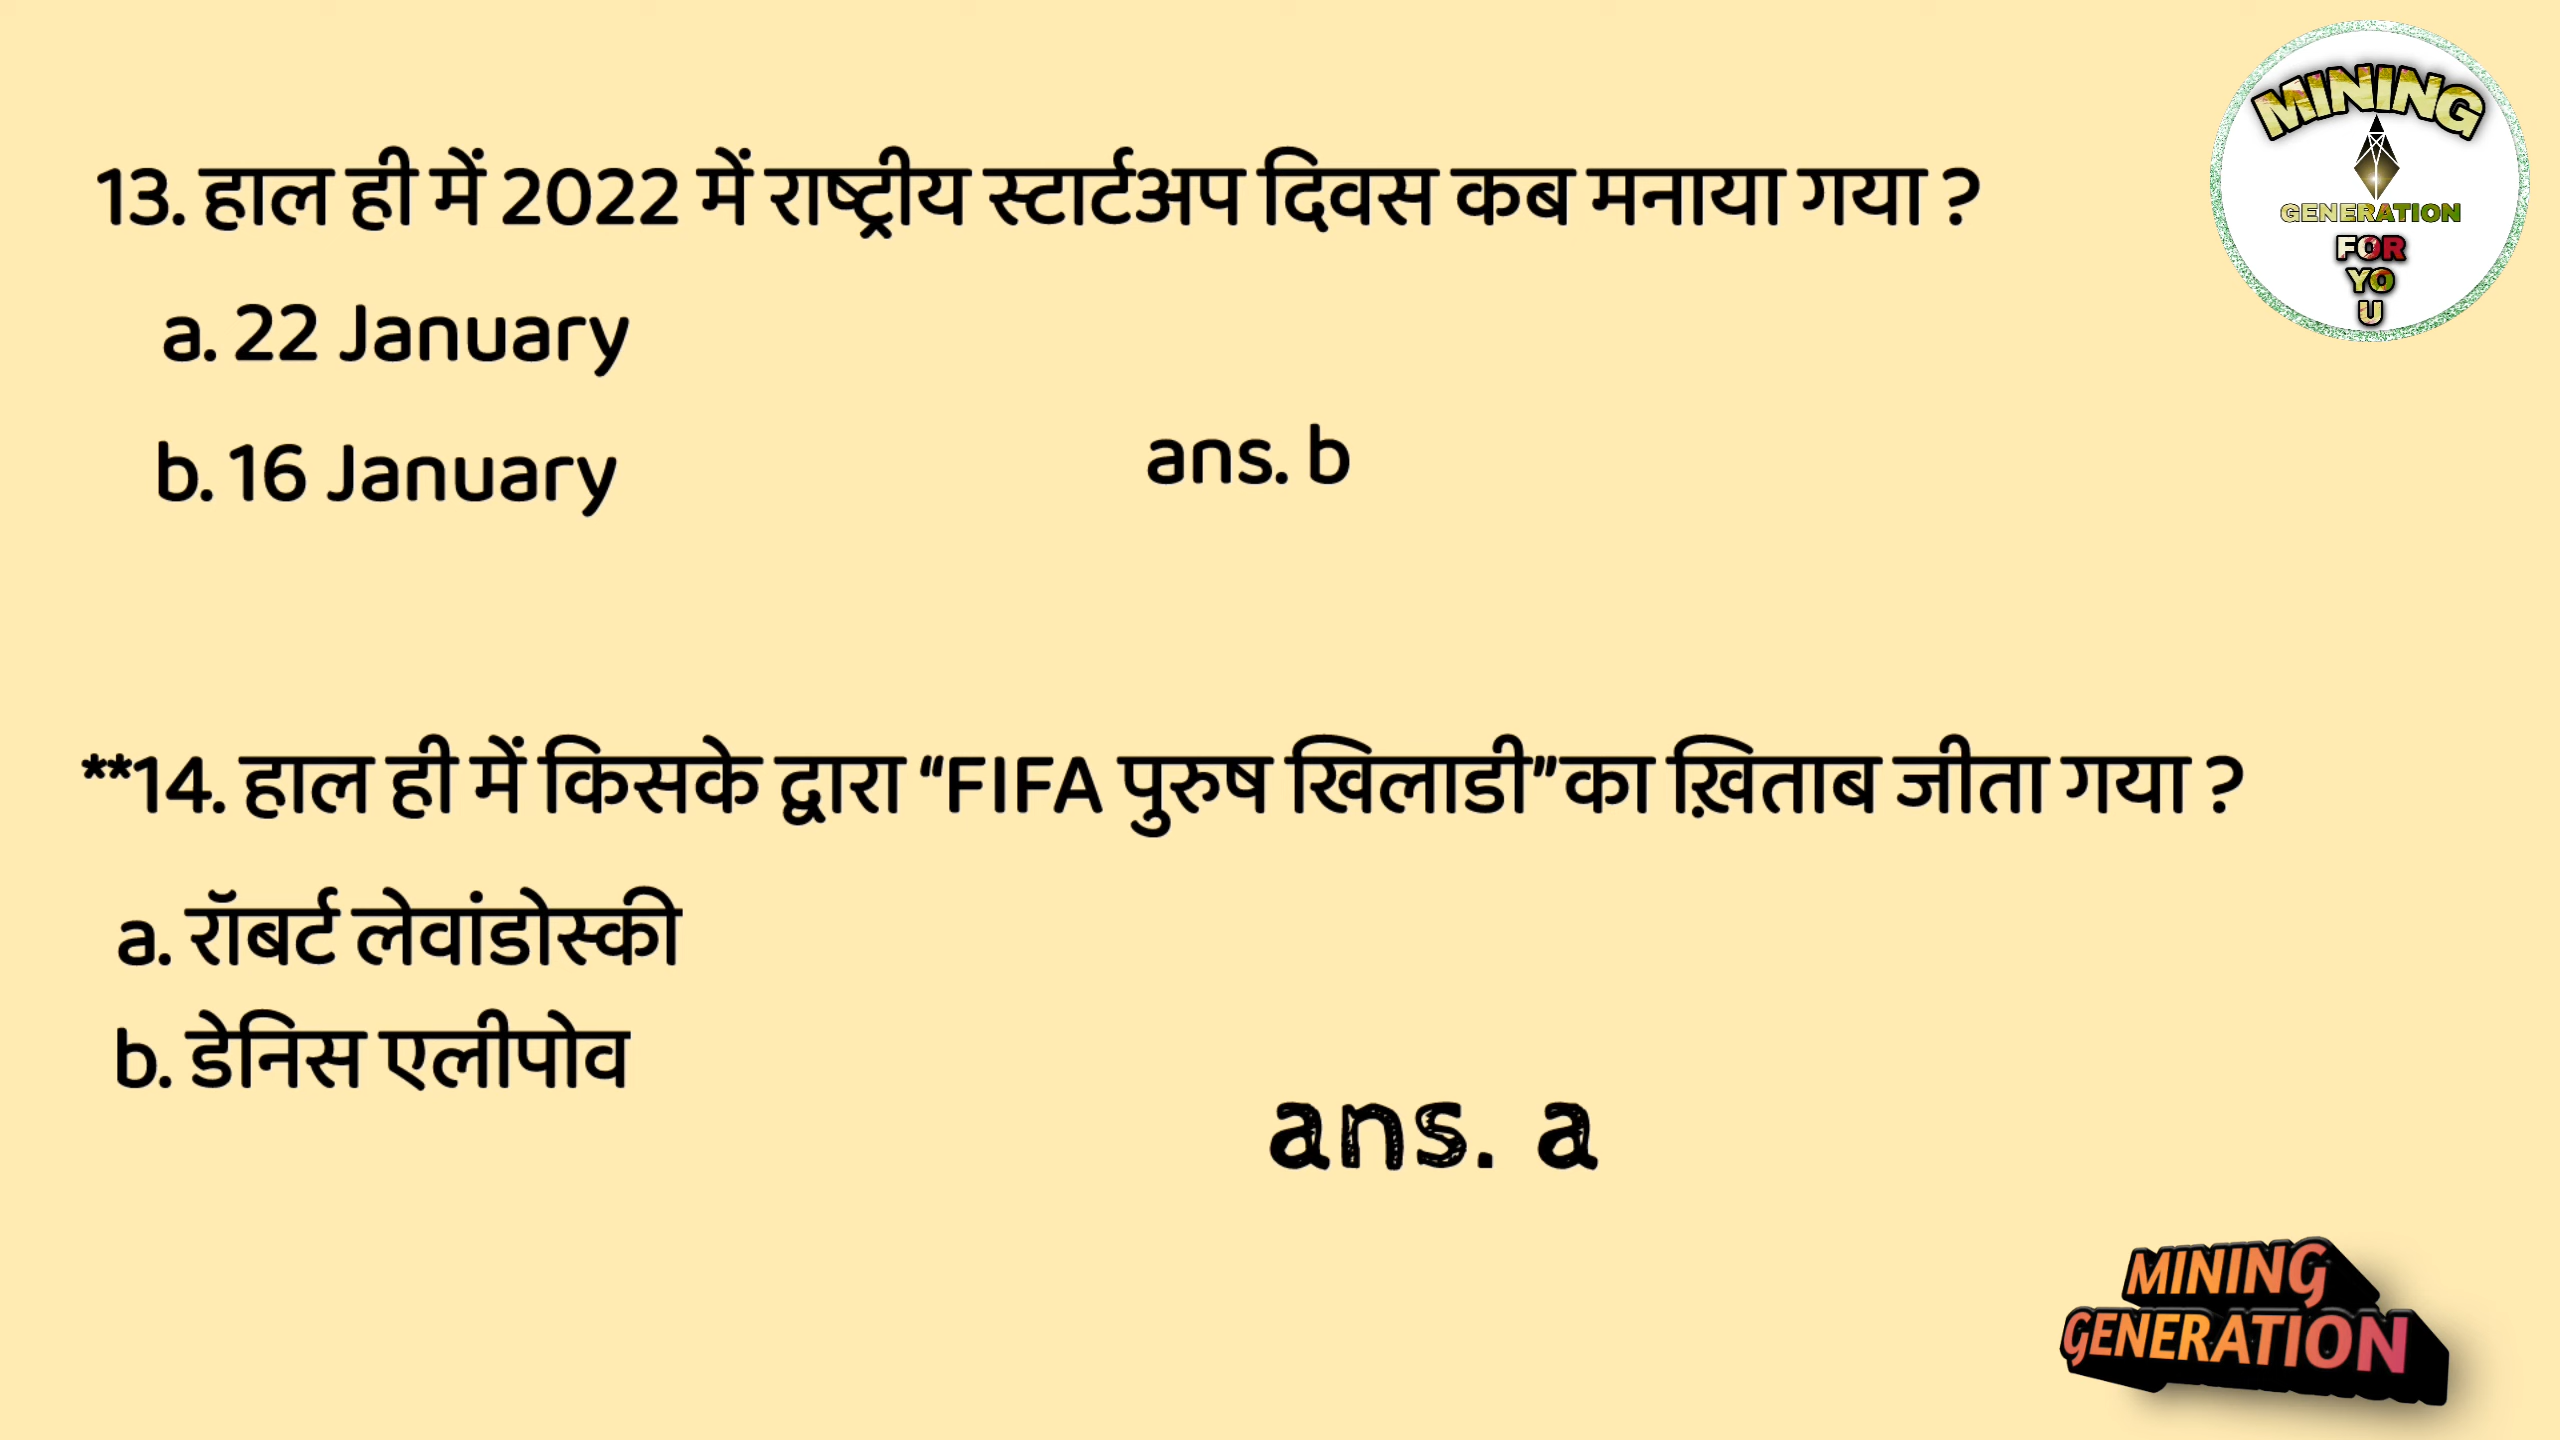 13. हाल ही में 2022 में राष्ट्रीय स्टार्टअप दिवस कब मनाया गया ?
a. 22 January
b. 16 January
ans. b
**14. हाल ही में किसके द्वारा “FIFA पुरुष खिलाडी”का ख़िताब जीता गया ?
a. रॉबर्ट लेवांडोस्की
b. डेनिस एलीपोव
ans. a
MINING
GENERATION
FOR
YO
U
MINING
GENERATION